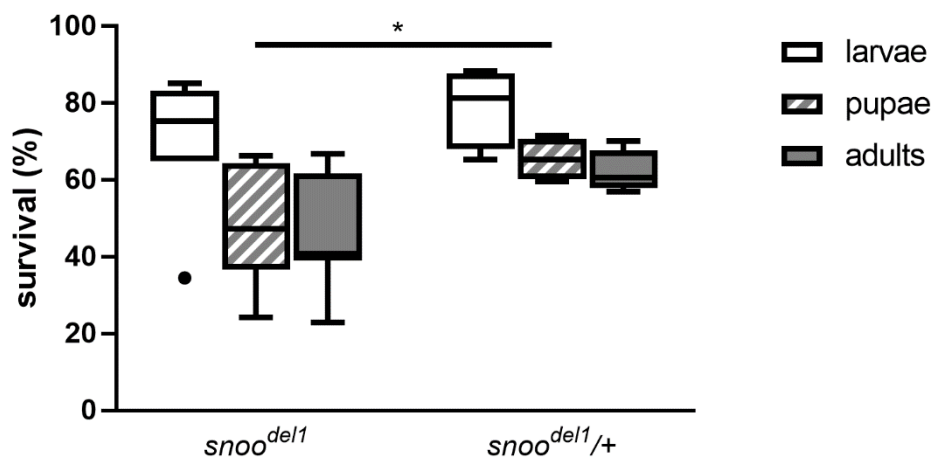 *
100
80
60
40
20
0
survival (%)
snoo^del1
snoo^del1/+
larvae
pupae
adults